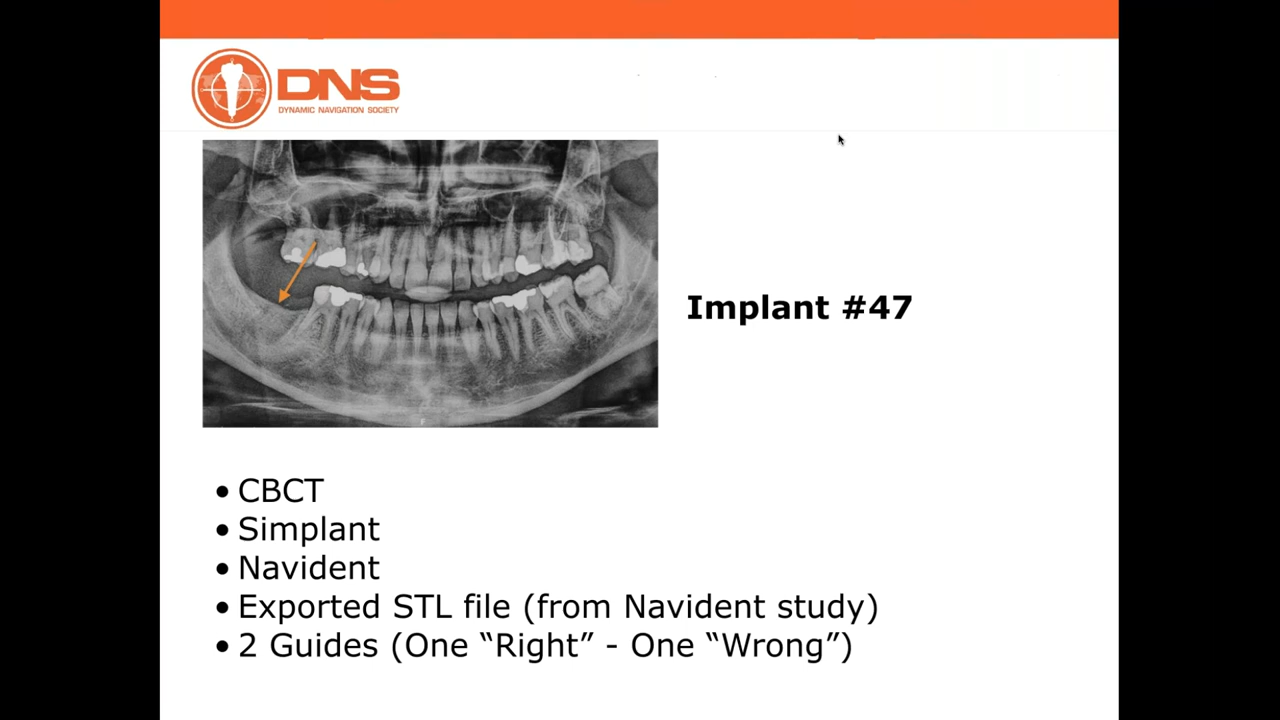 DNS
DYNAMIC NAVIGATION SOCIETY
Implant #47
• CBCT
• Simplant
• Navident
• Exported STL file (from Navident study)
• 2 Guides (One “Right” - One “Wrong”)